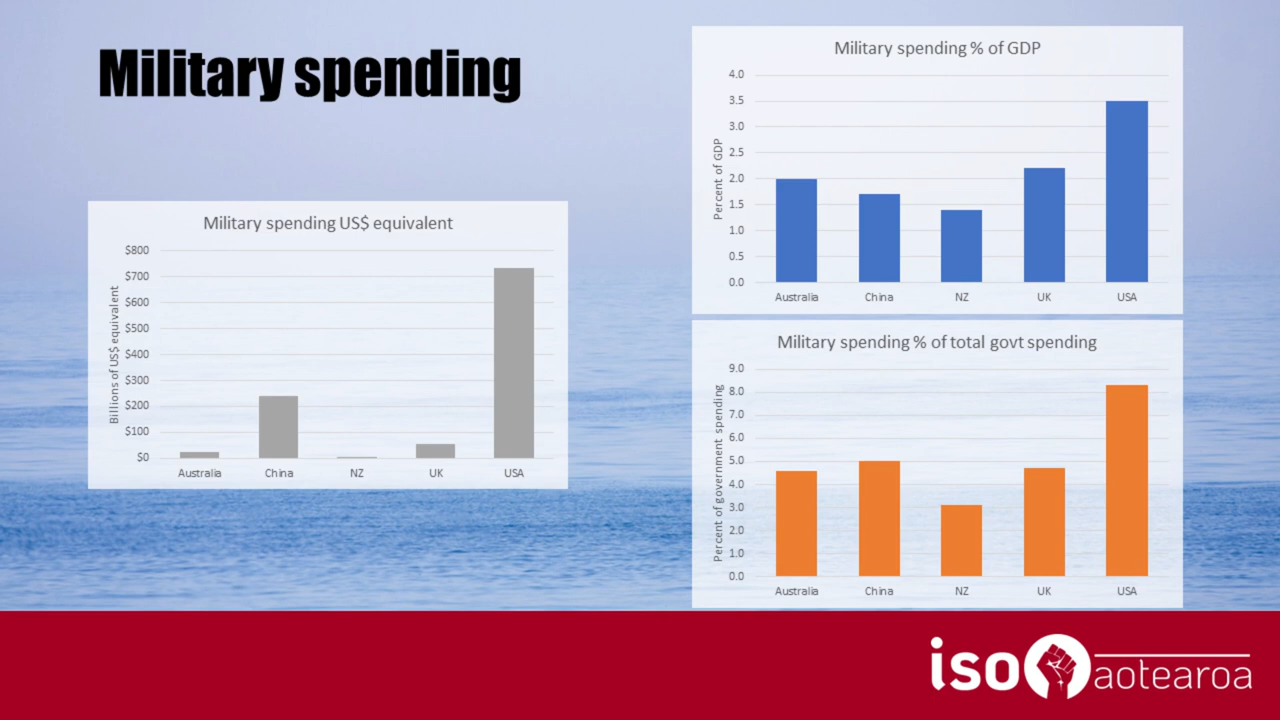 Military spending
Military spending US$ equivalent
Billions of US$ equivalent
$800
$700
$600
$500
$400
$300
$200
$100
$0
Australia China NZ UK USA
Military spending % of GDP
Percent of GDP
4.0
3.5
3.0
2.5
2.0
1.5
1.0
0.5
0.0
Australia China NZ UK USA
Military spending % of total govt spending
Percent of government spending
9.0
8.0
7.0
6.0
5.0
4.0
3.0
2.0
1.0
0.0
Australia China NZ UK USA
iso aotearoa